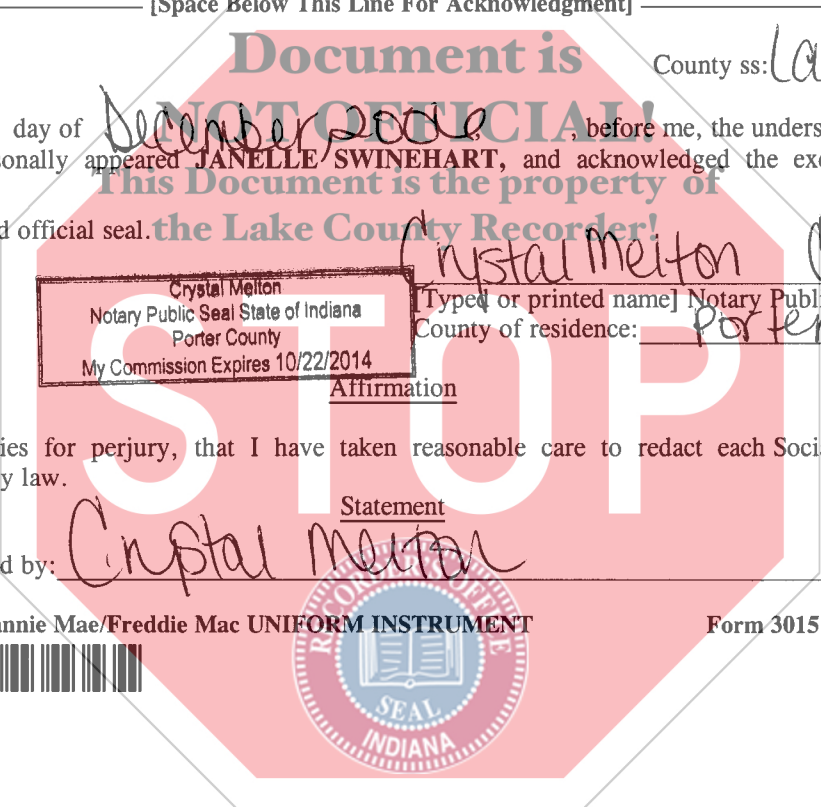 [Space Below This Line For Acknowledgment]
Document is
County ss:
NOT OFFICIAL!
day of December 2006, before me, the unders
sonally appeared JANELLE SWINEHART, and acknowledged the exe
This Document is the property of
d official seal.
the Lake County Recorder!
Crystal Melton
Crystal Melton
[Typed or printed name] Notary Publi
Notary Public Seal State of Indiana
County of residence: Porter
Porter County
My Commission Expires 10/22/2014
Affirmation
STOP
ies for perjury, that I have taken reasonable care to redact each Soci
y law.
Statement
d by: Crystal Melton
RECORDER'S OFFICE
annie Mae/Freddie Mac UNIFORM INSTRUMENT
Form 3015
SEAL
INDIANA